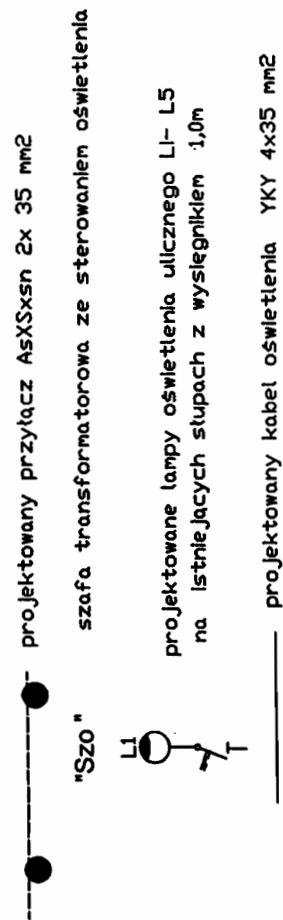 projektowany przyłącz AsXSxsn 2x 35 mm2
"Szo"
szafa transformatorowa ze sterowaniem oświetlenia
L1
T
projektowane lampy oświetlenia ulicznego L1- L5
na istniejących słupach z wysięgnikiem 1,0m
projektowany kabel oświetlenia YKY 4x35 mm2